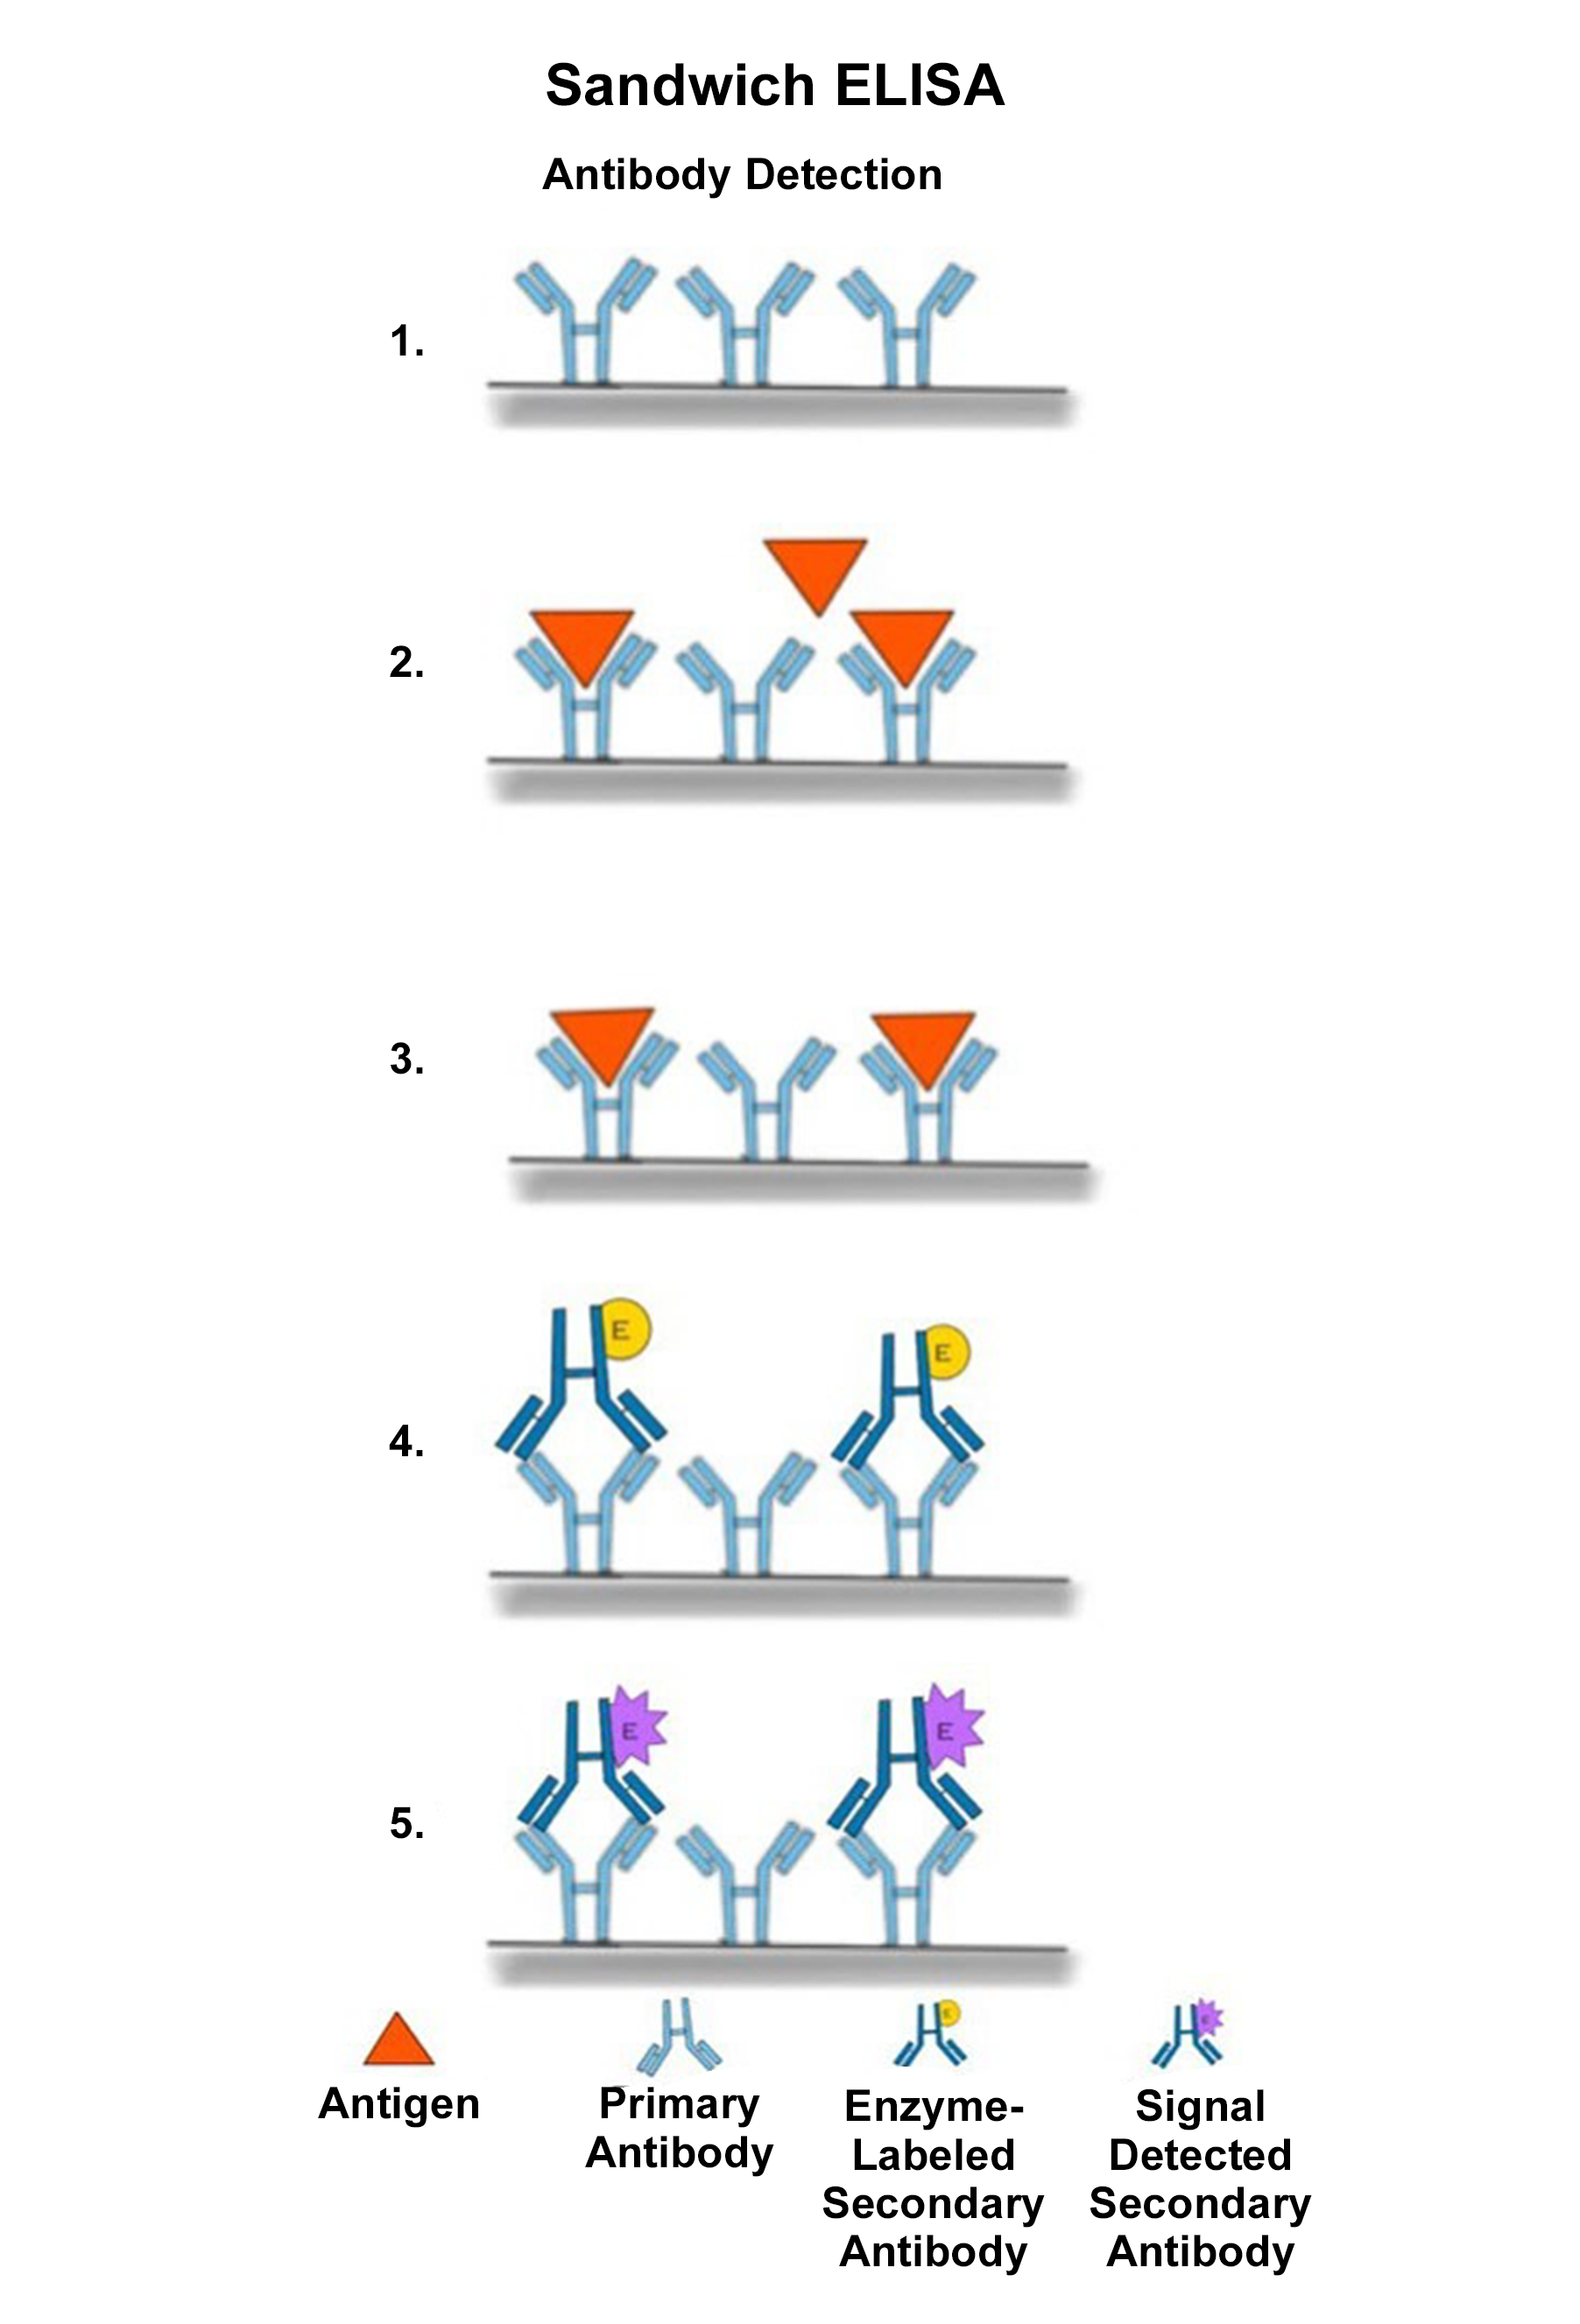 Sandwich ELISA
Antibody Detection
1.
2.
3.
E
E
4.
E
E
5.
E
E
Antigen
Primary
Antibody
Enzyme-
Labeled
Secondary
Antibody
Signal
Detected
Secondary
Antibody